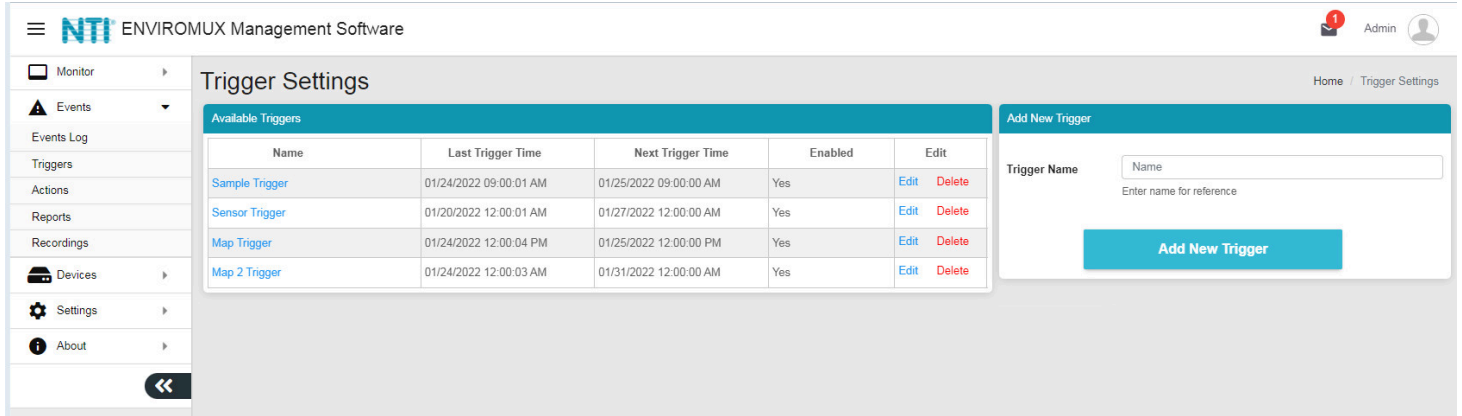 NTI ENVIROMUX Management Software
1
Admin
Monitor
Events
Events Log
Triggers
Actions
Reports
Recordings
Devices
Settings
About
Trigger Settings
Home / Trigger Settings
Available Triggers
Name Last Trigger Time Next Trigger Time Enabled Edit
Sample Trigger 01/24/2022 09:00:01 AM 01/25/2022 09:00:00 AM Yes Edit Delete
Sensor Trigger 01/20/2022 12:00:01 AM 01/27/2022 12:00:00 AM Yes Edit Delete
Map Trigger 01/24/2022 12:00:04 PM 01/25/2022 12:00:00 PM Yes Edit Delete
Map 2 Trigger 01/24/2022 12:00:03 AM 01/31/2022 12:00:00 AM Yes Edit Delete
Add New Trigger
Trigger Name Name
Enter name for reference
Add New Trigger